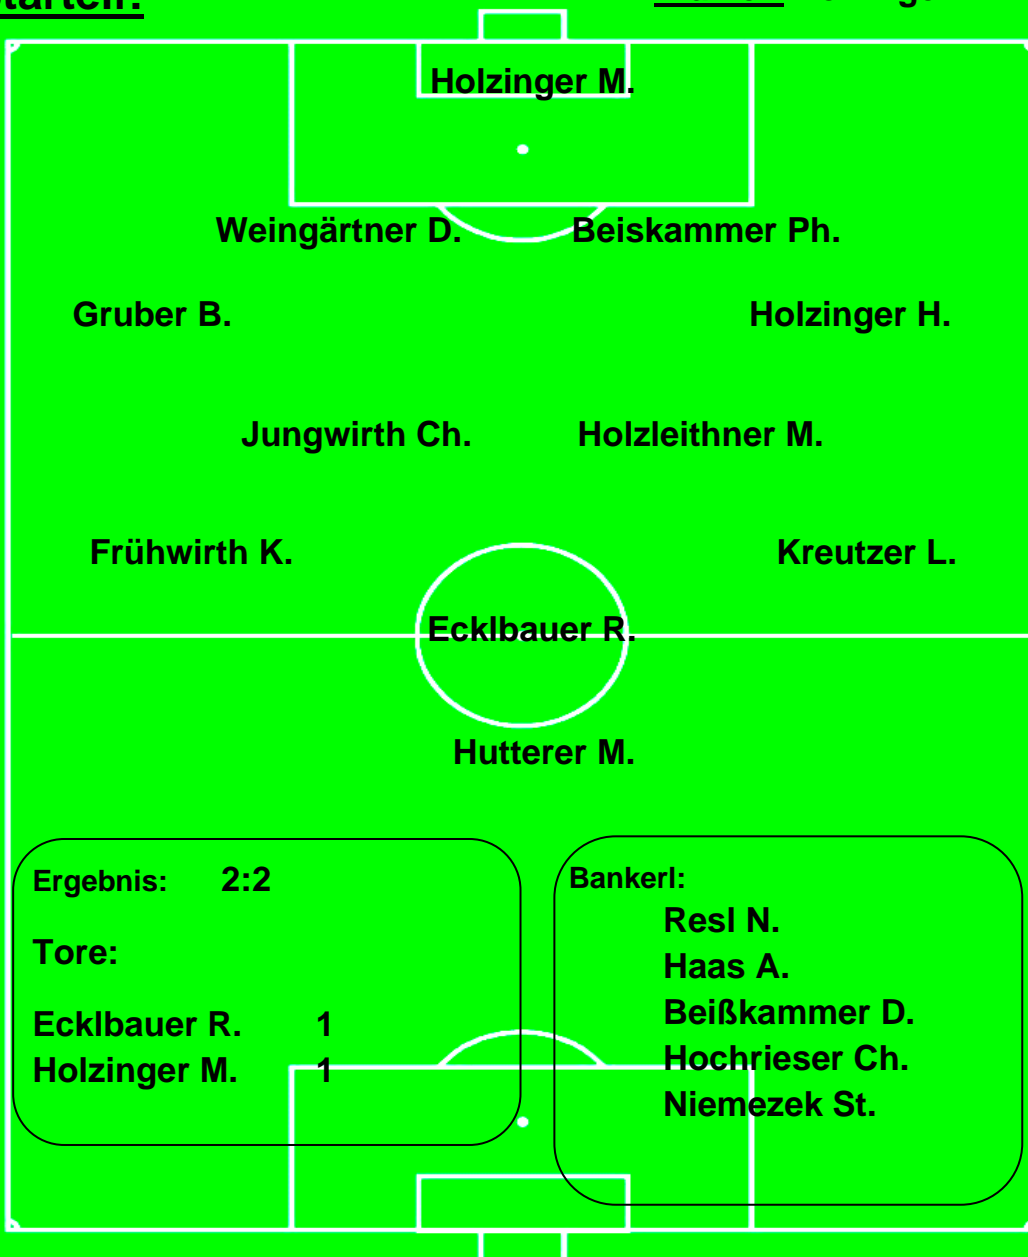 Holzinger M.
Weingärtner D. Beiskammer Ph.
Gruber B. Holzinger H.
Jungwirth Ch. Holzleithner M.
Frühwirth K. Kreutzer L.
Ecklbauer R.
Hutterer M.
Ergebnis: 2:2
Tore:
Ecklbauer R. 1
Holzinger M. 1
Bankerl:
Resl N.
Haas A.
Beißkammer D.
Hochrieser Ch.
Niemezek St.